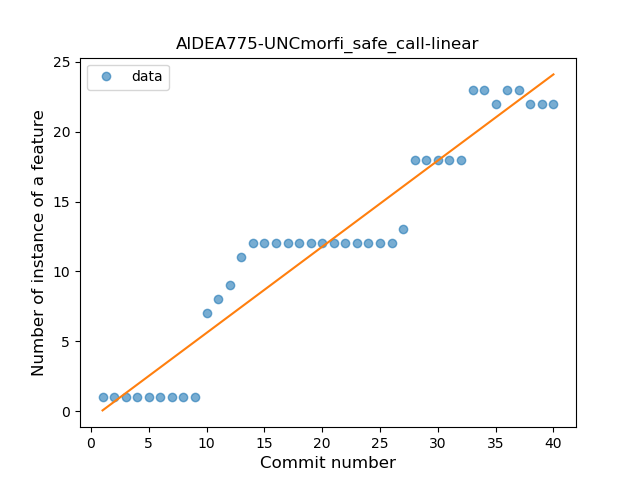 AIDEA775-UNCmorfi_safe_call-linear
data
Number of instance of a feature
25
20
15
10
5
0
0 5 10 15 20 25 30 35 40
Commit number